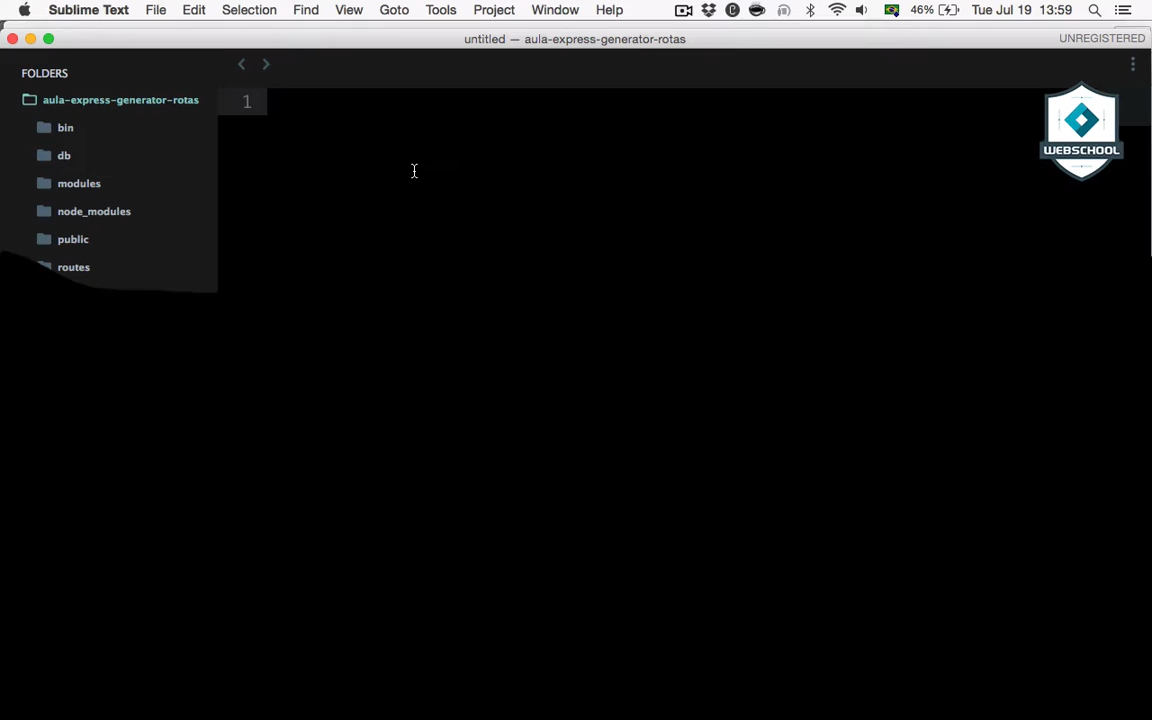 Sublime Text File Edit Selection Find View Goto Tools Project Window Help 46% Tue Jul 19 13:59
untitled — aula-express-generator-rotas UNREGISTERED
FOLDERS
aula-express-generator-rotas
1
bin
db
modules
node_modules
public
routes
WEBSCHOOL